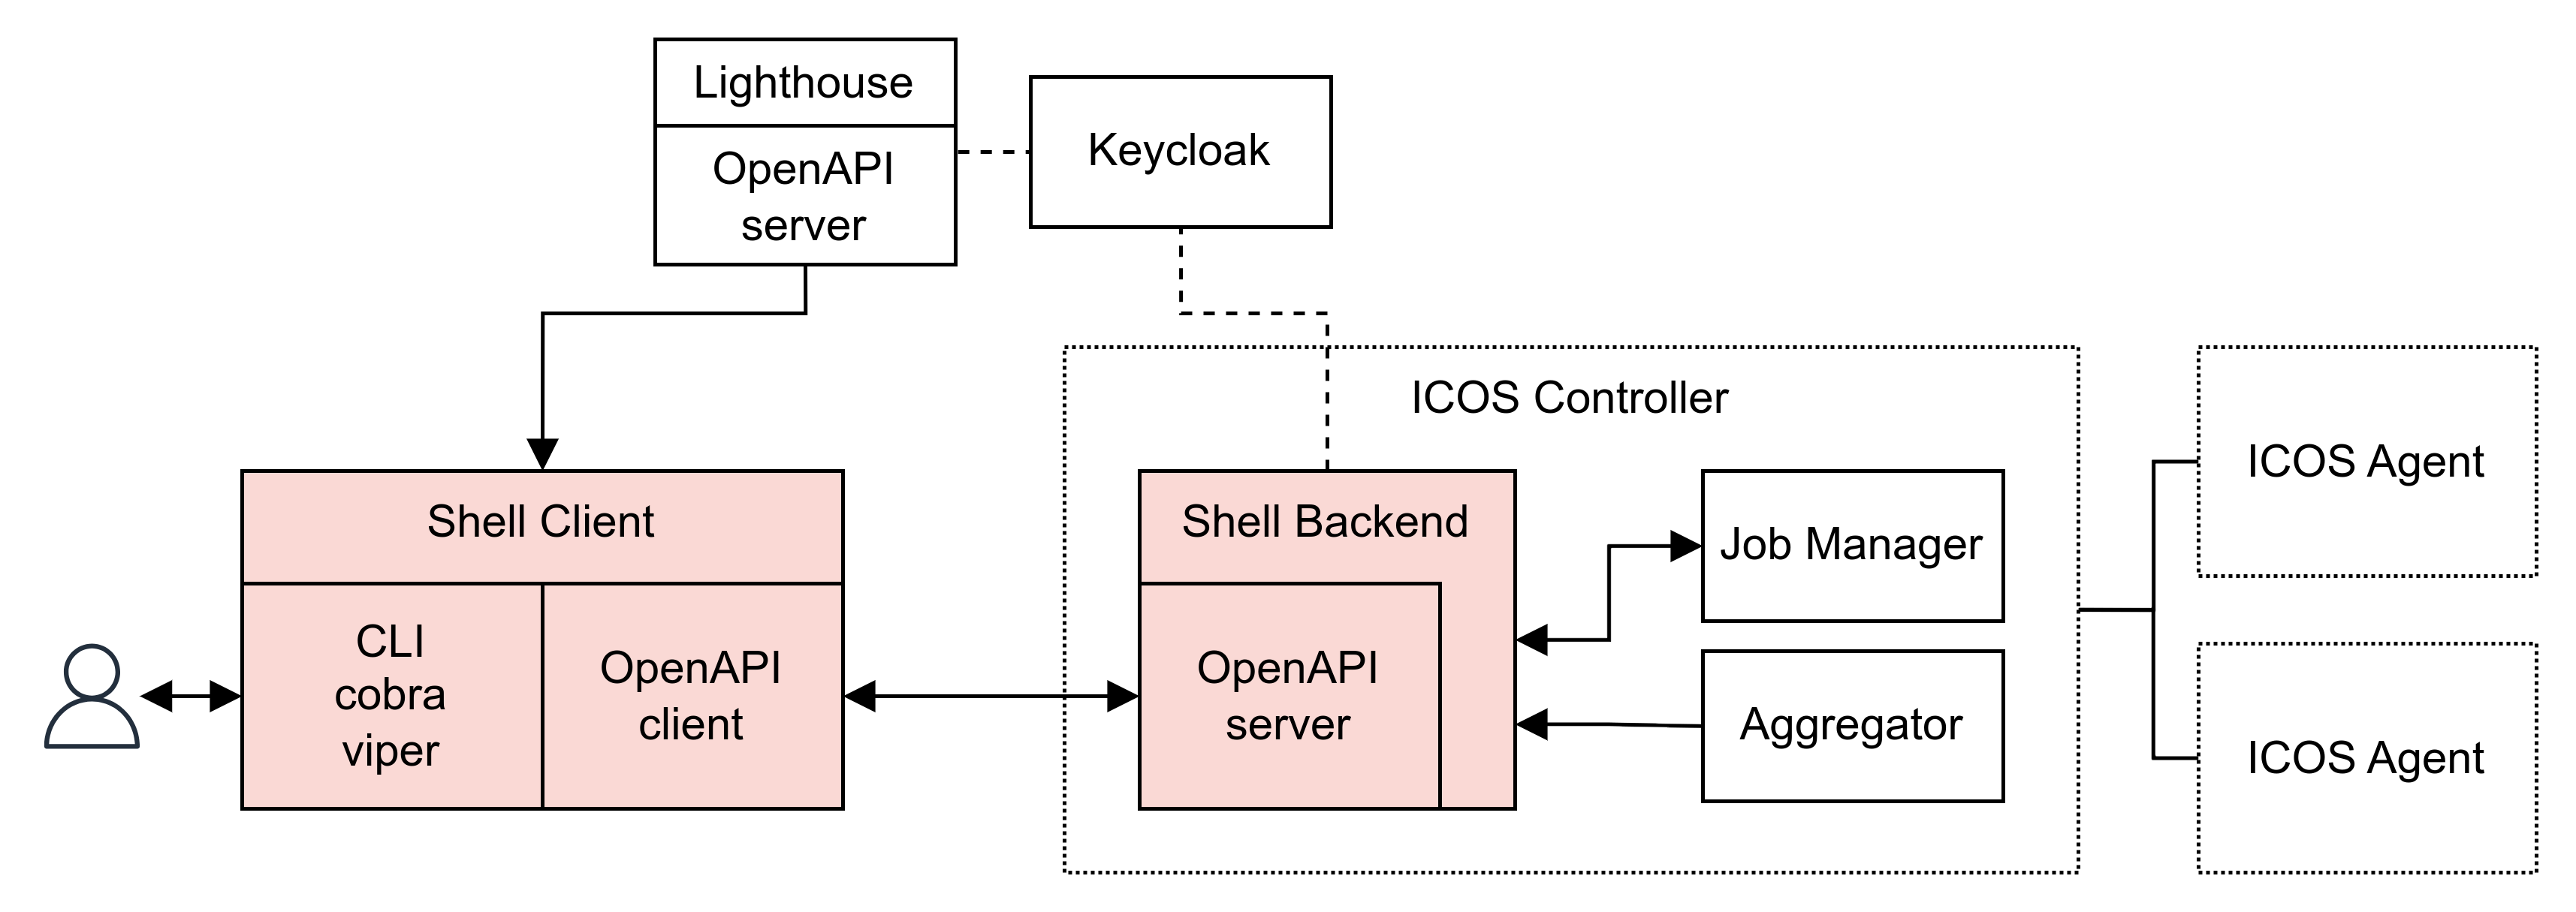 Lighthouse
OpenAPI
server
Keycloak
ICOS Controller
Shell Client
CLI
cobra
viper
OpenAPI
client
Shell Backend
OpenAPI
server
Job Manager
Aggregator
ICOS Agent
ICOS Agent